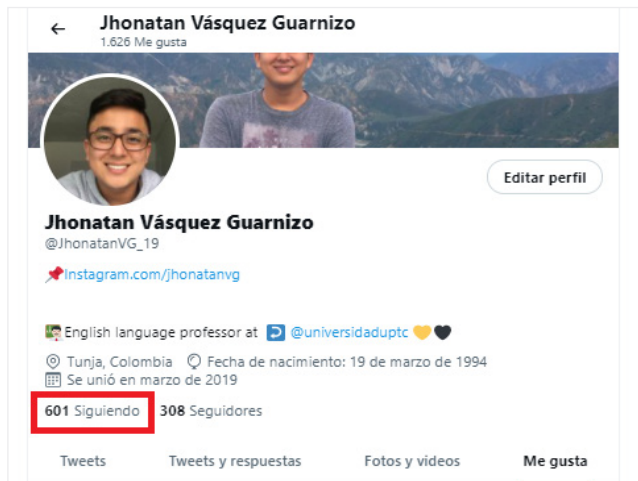 Jhonatan Vásquez Guarnizo
1.626 Me gusta
Editar perfil
Jhonatan Vásquez Guarnizo
@JhonatanVG_19
📌Instagram.com/jhonatanvg
👨‍🏫English language professor at ↩️ @universidaduptc 💛🖤
Tunja, Colombia Fecha de nacimiento: 19 de marzo de 1994
Se unió en marzo de 2019
601 Siguiendo 308 Seguidores
Tweets Tweets y respuestas Fotos y videos Me gusta